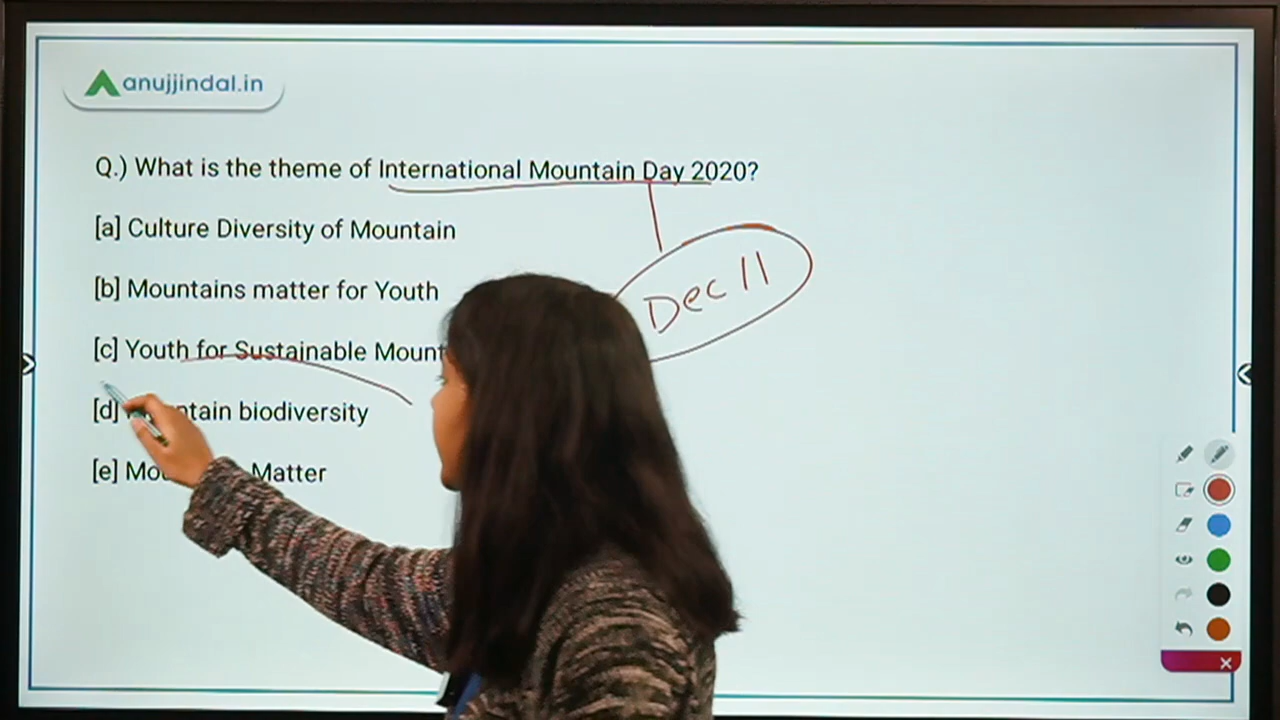 anujjindal.in
Q.) What is the theme of International Mountain Day 2020?
[a] Culture Diversity of Mountain
Dec 11
[b] Mountains matter for Youth
[c] Youth for Sustainable Mount
[d] biodiversity
[e] Matter